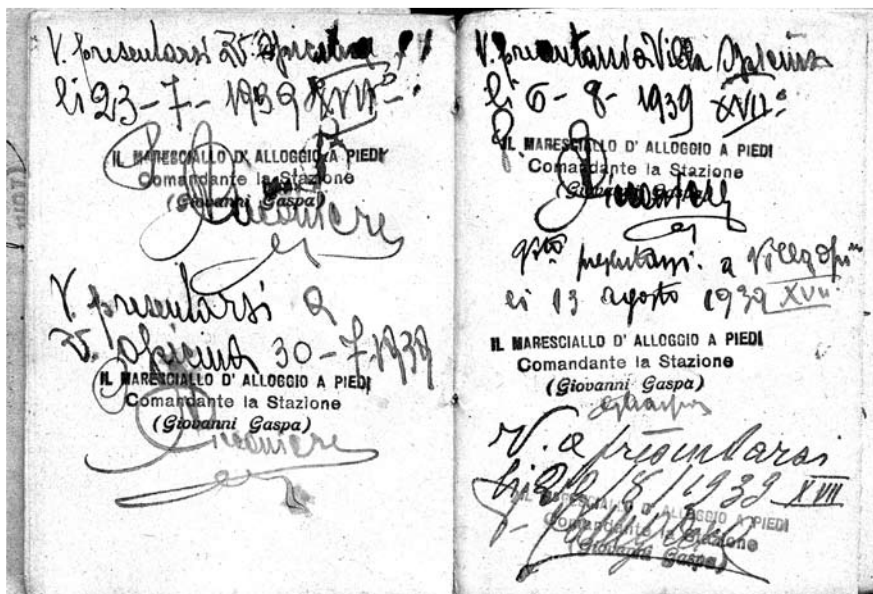 V. presentarsi
li 23-7-1939 XVII°
IL MARESCIALLO D' ALLOGGIO A PIEDI
Comandante la Stazione
(Giovanni Gaspa)
V. presentarsi a
V. Spicina 30-7-1939
IL MARESCIALLO D' ALLOGGIO A PIEDI
Comandante la Stazione
(Giovanni Gaspa)
V. presentarsi a Villa
li 6-8-1939 XVII°
IL MARESCIALLO D' ALLOGGIO A PIEDI
Comandante la Stazione
(Giovanni Gaspa)
presentarsi a
li 13 agosto 1939 XVII
IL MARESCIALLO D' ALLOGGIO A PIEDI
Comandante la Stazione
(Giovanni Gaspa)
V. a presentarsi
li 20/8/1939 XVII
IL MARESCIALLO D' ALLOGGIO A PIEDI
Comandante la Stazione
(Giovanni Gaspa)